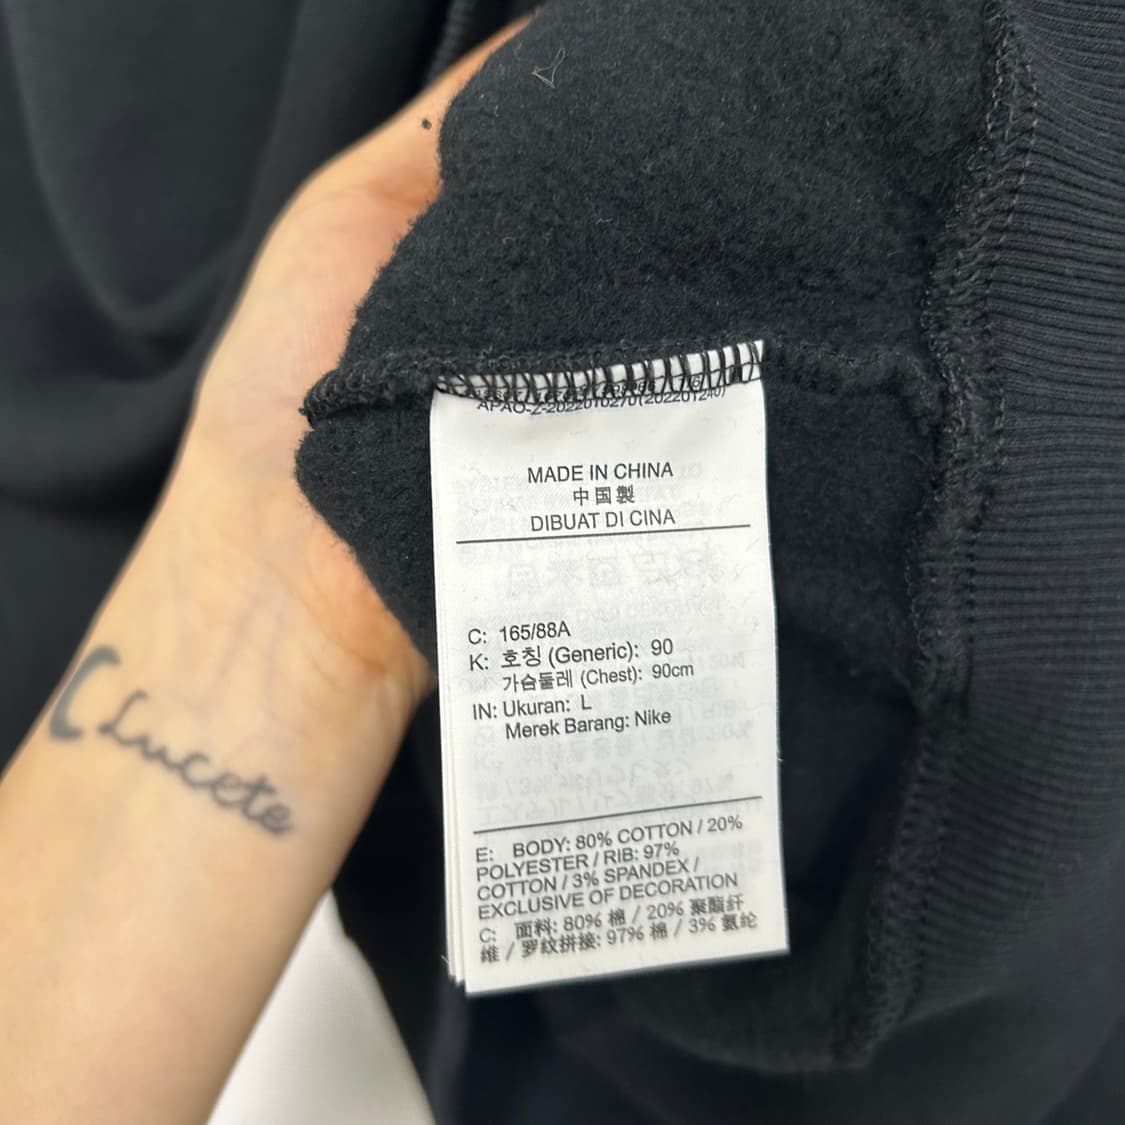 APAO-Z-2022010270(20220124U)
MADE IN CHINA
中国製
DIBUAT DI CINA
C: 165/88A
K: 호칭 (Generic): 90
가슴둘레 (Chest): 90cm
IN: Ukuran: L
Merek Barang: Nike
E: BODY: 80% COTTON / 20%
POLYESTER / RIB: 97%
COTTON / 3% SPANDEX /
EXCLUSIVE OF DECORATION
C: 面料: 80% 棉 / 20% 聚酯纤
维 / 罗纹拼接: 97% 棉 / 3% 氨纶
Lucete